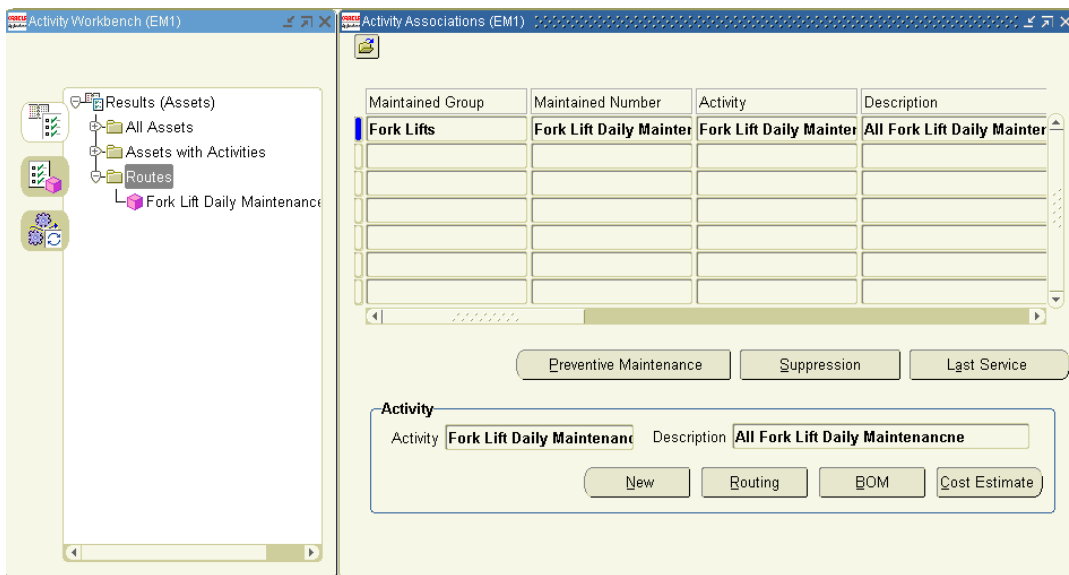 Activity Workbench (EM1)
Activity Associations (EM1)
Results (Assets)
All Assets
Assets with Activities
Routes
Fork Lift Daily Maintenance
Maintained Group Maintained Number Activity Description
Fork Lifts Fork Lift Daily Mainter Fork Lift Daily Mainter All Fork Lift Daily Mainter
Preventive Maintenance Suppression Last Service
Activity
Activity Fork Lift Daily Maintenanc Description All Fork Lift Daily Maintenancne
New Routing BOM Cost Estimate